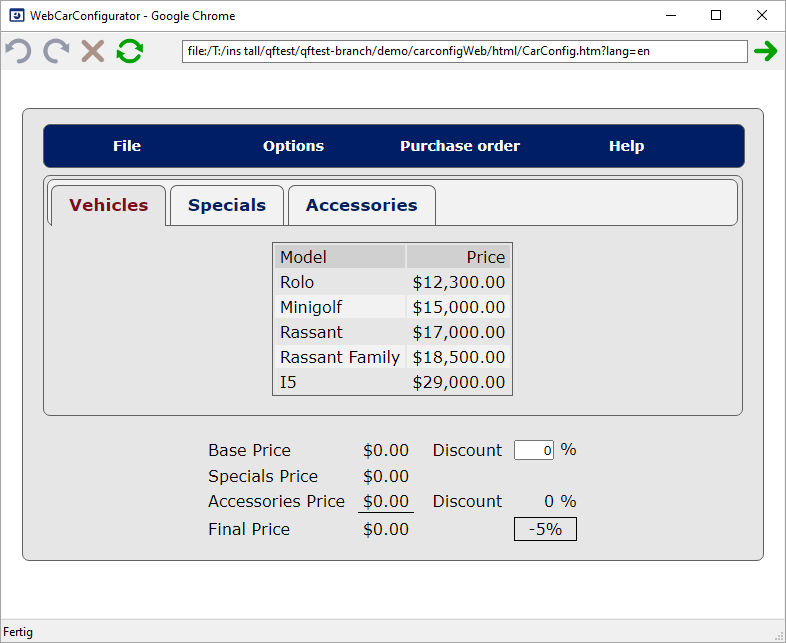 WebCarConfigurator - Google Chrome
file:/T:/ins tall/qftest/qftest-branch/demo/carconfigWeb/html/CarConfig.htm?lang=en
File Options Purchase order Help
Vehicles Specials Accessories
Model Price
Rolo $12,300.00
Minigolf $15,000.00
Rassant $17,000.00
Rassant Family $18,500.00
I5 $29,000.00
Base Price $0.00 Discount 0 %
Specials Price $0.00
Accessories Price $0.00 Discount 0 %
Final Price $0.00 -5%
Fertig